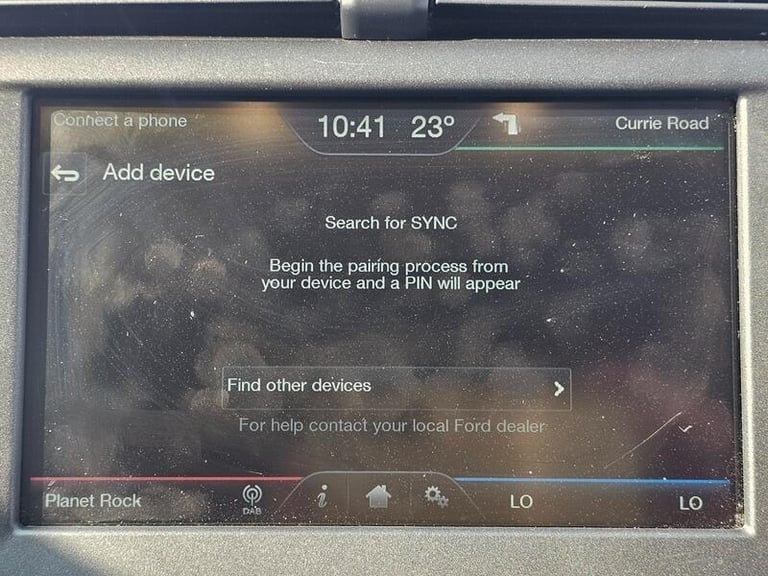 Connect a phone
10:41 23°
Currie Road
Add device
Search for SYNC
Begin the pairing process from
your device and a PIN will appear
Find other devices
For help contact your local Ford dealer
Planet Rock
DAB
i
LO
LO